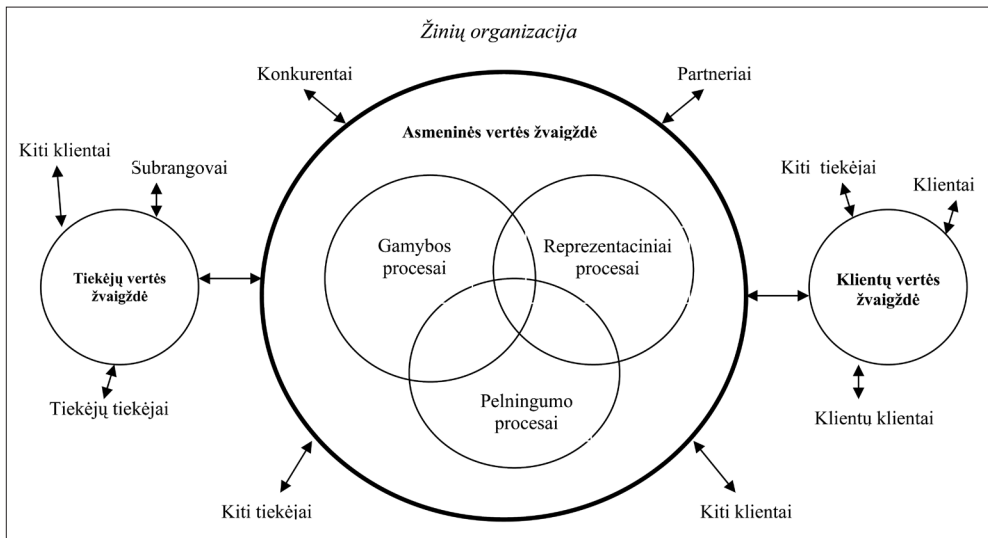 Žinių organizacija
Konkurentai
Partneriai
Asmeninės vertės žvaigždė
Kiti klientai
Subrangovai
Kiti tiekėjai
Klientai
Gamybos
procesai
Reprezentaciniai
procesai
Tiekėjų vertės
žvaigždė
Klientų vertės
žvaigždė
Pelningumo
procesai
Tiekėjų tiekėjai
Klientų klientai
Kiti tiekėjai
Kiti klientai